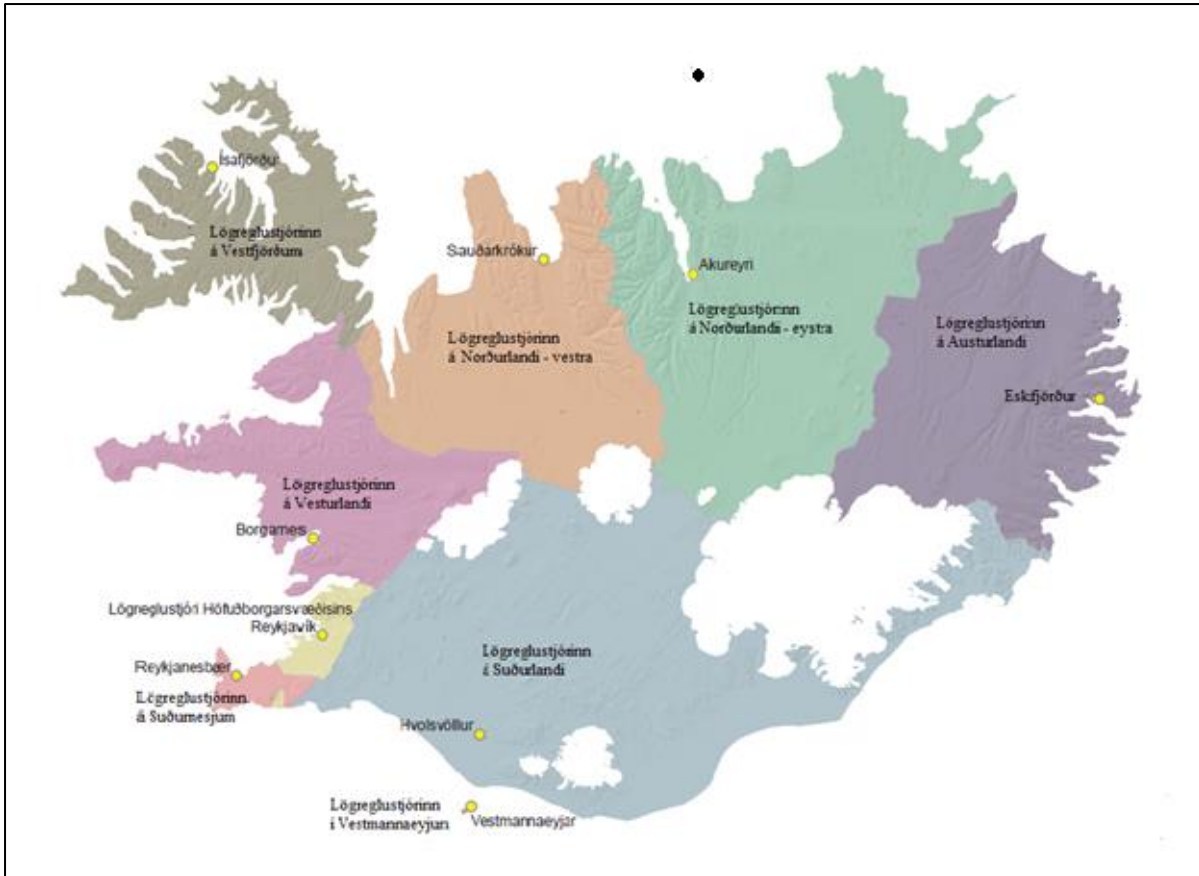 Ísafjörður
Lögreglustjórinn
á Vestfjörðum
Sauðarkrókur
Akureyri
Lögreglustjórinn
á Norðurlandi - vestra
Lögreglustjórinn
á Norðurlandi - eystra
Lögreglustjórinn
á Austurlandi
Eskifjörður
Lögreglustjórinn
á Vesturlandi
Borgarnes
Lögreglustjóri Höfuðborgarsvæðisins
Reykjavík
Reykjanesbær
Lögreglustjórinn
á Suðurnesjum
Lögreglustjórinn
á Suðurlandi
Hvolsvöllur
Lögreglustjórinn
í Vestmannaeyjum
Vestmannaeyjar